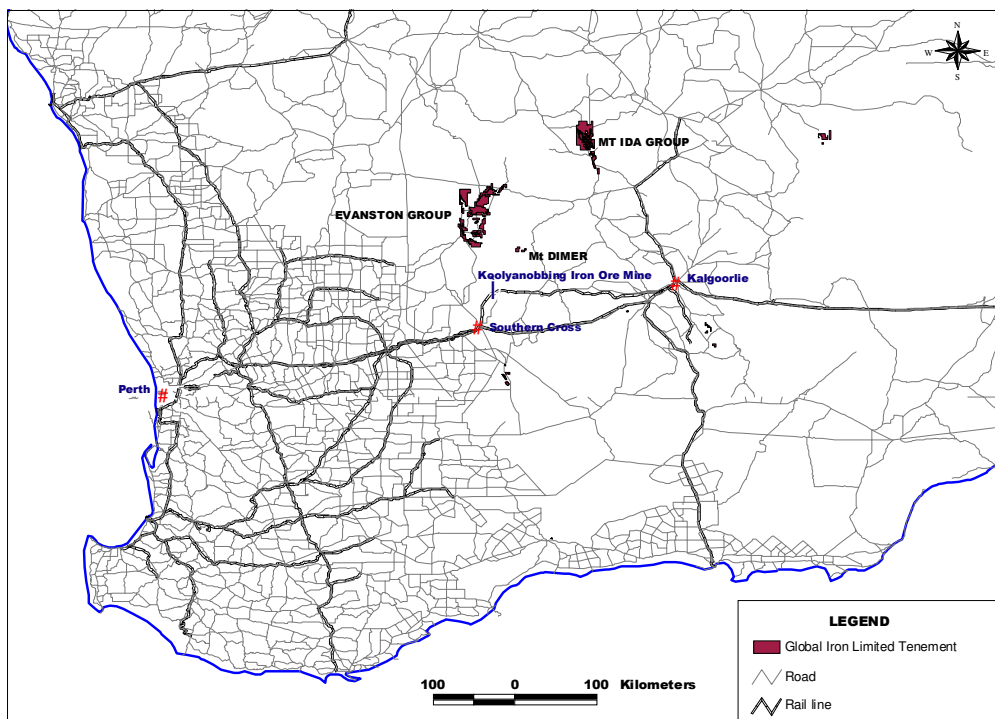 N
W E
S
MT IDA GROUP
EVANSTON GROUP
Mt DIMER
Koolyanobbing Iron Ore Mine
Kalgoorlie
#
# Southern Cross
Perth #
LEGEND
Global Iron Limited Tenement
Road
Rail line
100 0 100 Kilometers